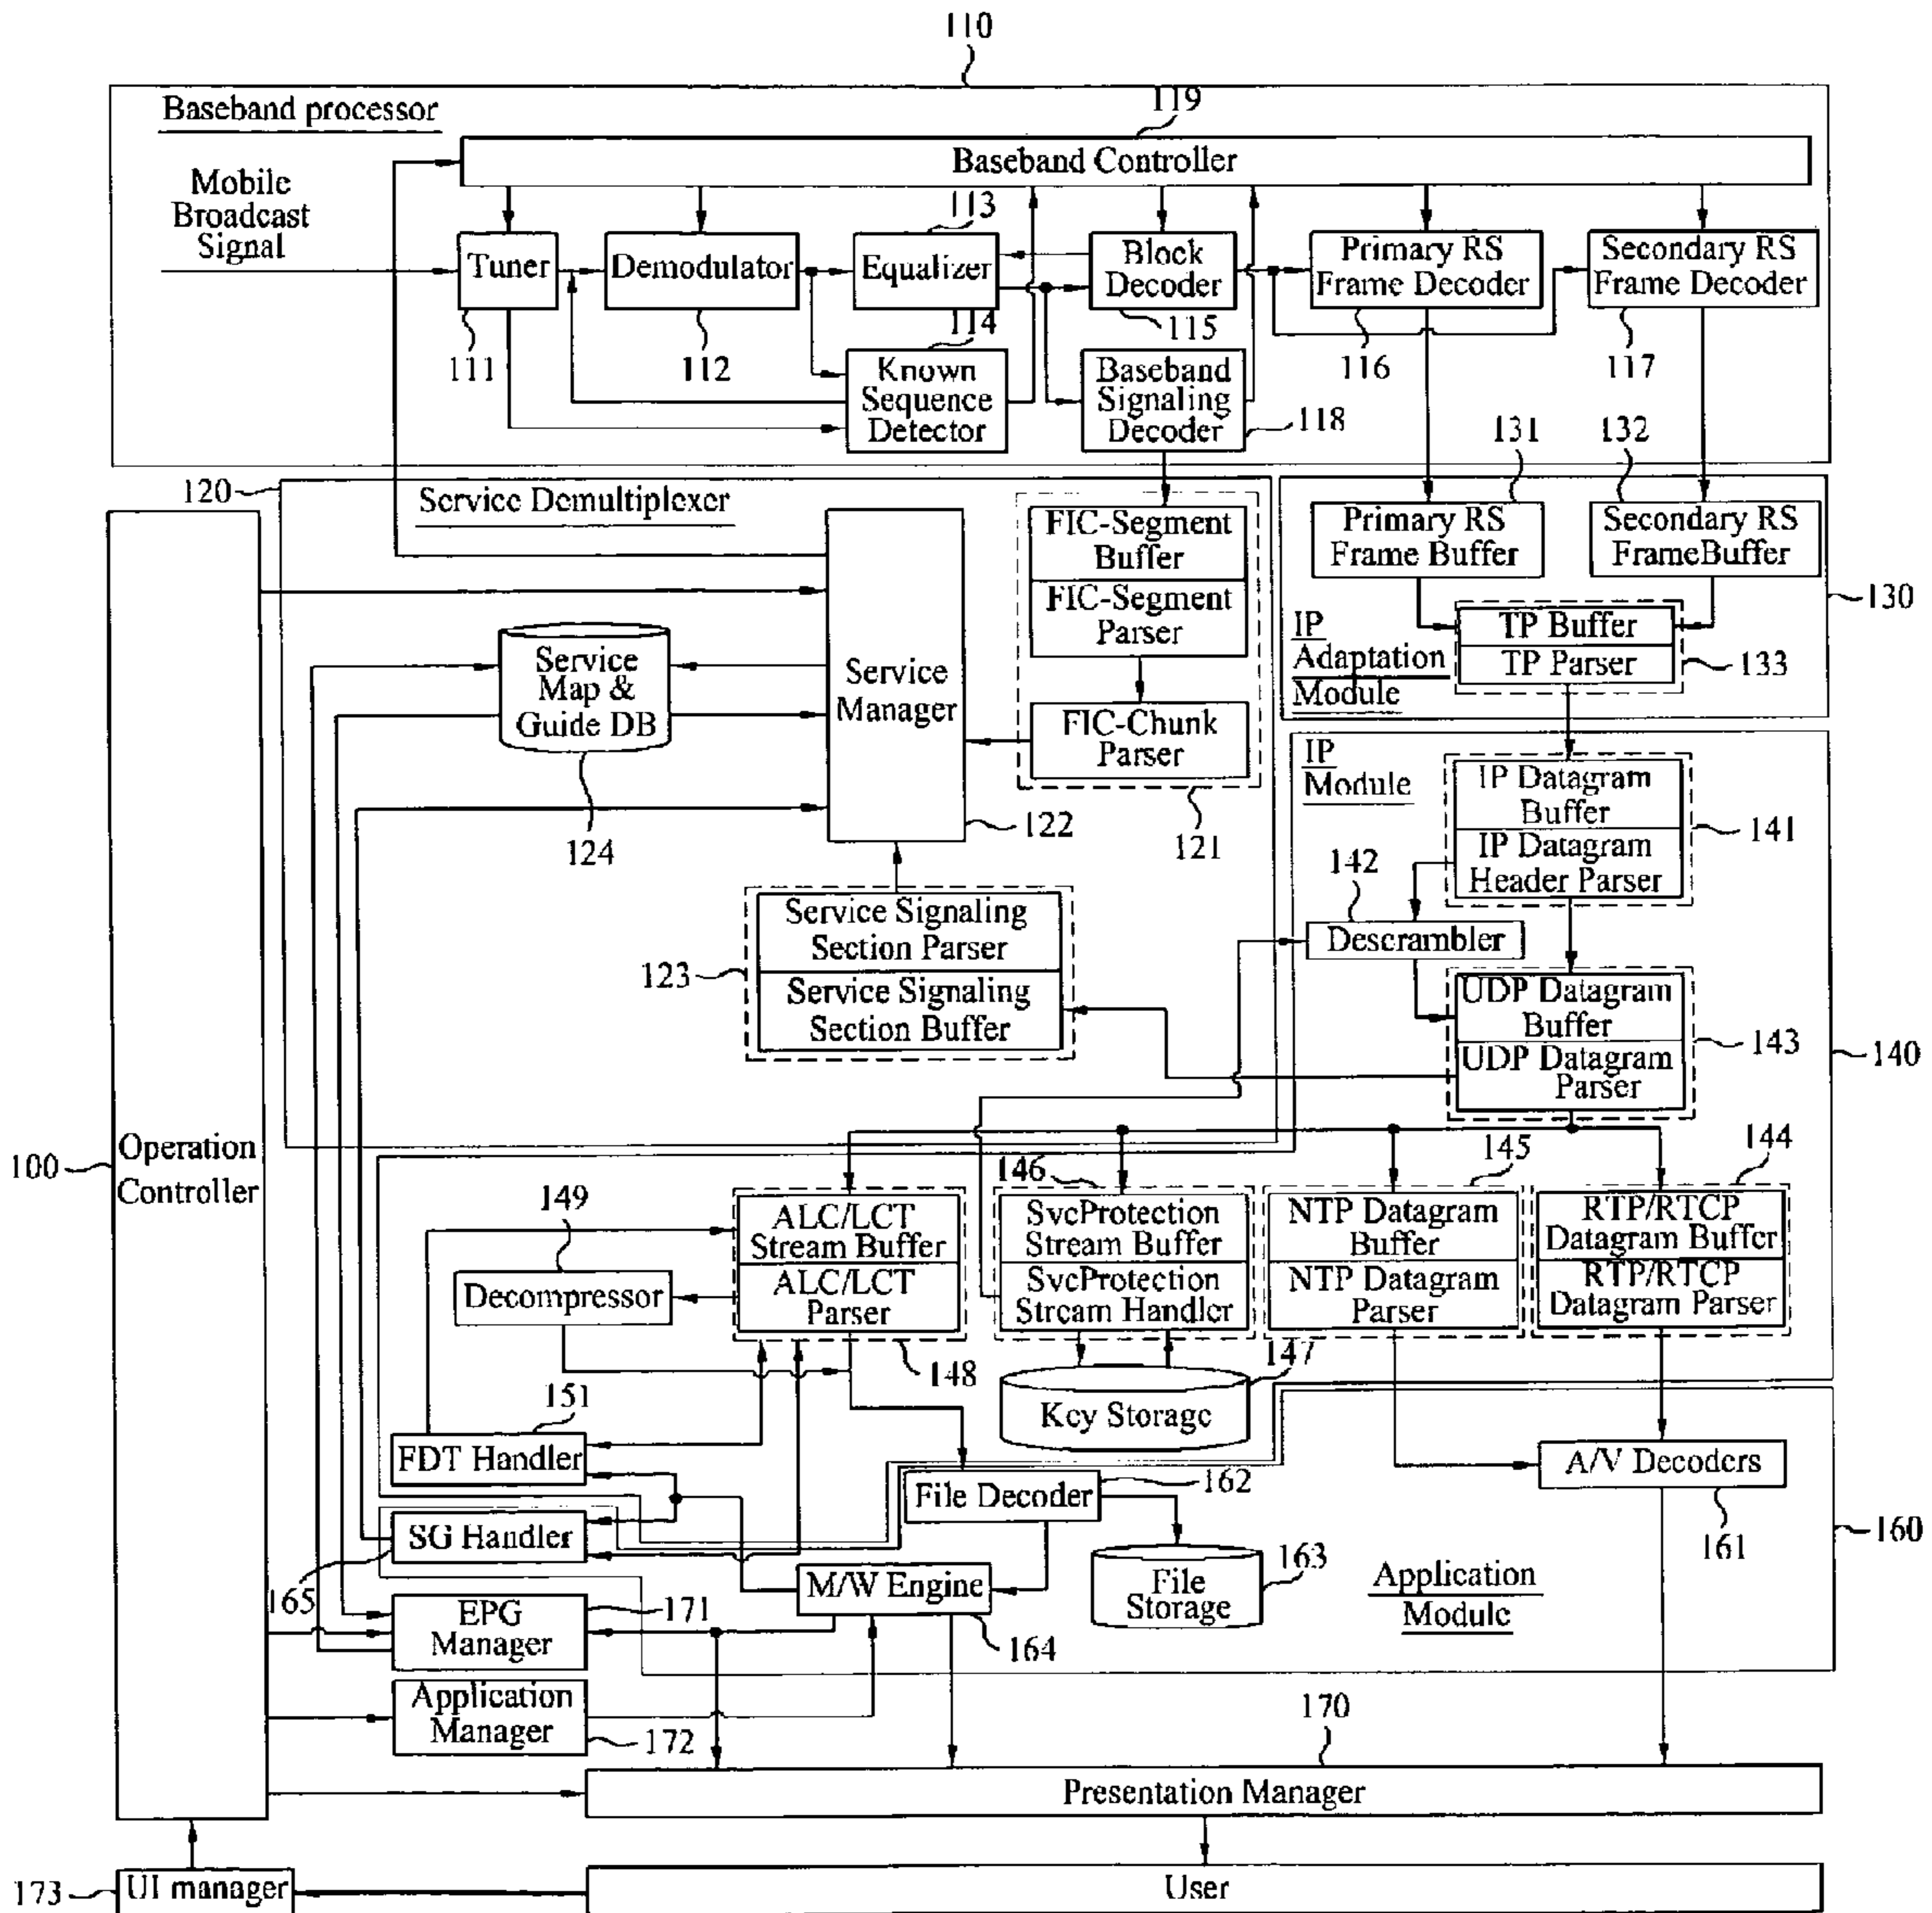 110
Baseband processor
119
Baseband Controller
Mobile
Broadcast
Signal
113
Tuner
Demodulator
Equalizer
Block
Decoder
Primary RS
Frame Decoder
Secondary RS
Frame Decoder
111
112
114
115
116
117
Known
Sequence
Detector
Baseband
Signaling
Decoder
118
131
132
120
Service Demultiplexer
FIC-Segment
Buffer
FIC-Segment
Parser
Primary RS
Frame Buffer
Secondary RS
FrameBuffer
130
IP
Adaptation
Module
TP Buffer
TP Parser
133
Service
Map &
Guide DB
124
Service
Manager
122
FIC-Chunk
Parser
121
IP
Module
IP Datagram
Buffer
IP Datagram
Header Parser
141
142
Descrambler
Service Signaling
Section Parser
Service Signaling
Section Buffer
123
UDP Datagram
Buffer
UDP Datagram
Parser
143
140
100
Operation
Controller
149
146
145
144
Decompressor
ALC/LCT
Stream Buffer
ALC/LCT
Parser
148
SvcProtection
Stream Buffer
SvcProtection
Stream Handler
NTP Datagram
Buffer
NTP Datagram
Parser
RTP/RTCP
Datagram Buffer
RTP/RTCP
Datagram Parser
147
Key Storage
151
FDT Handler
162
File Decoder
A/V Decoders
161
160
SG Handler
165
M/W Engine
164
163
File
Storage
Application
Module
EPG
Manager
171
Application
Manager
172
170
Presentation Manager
173
UI manager
User